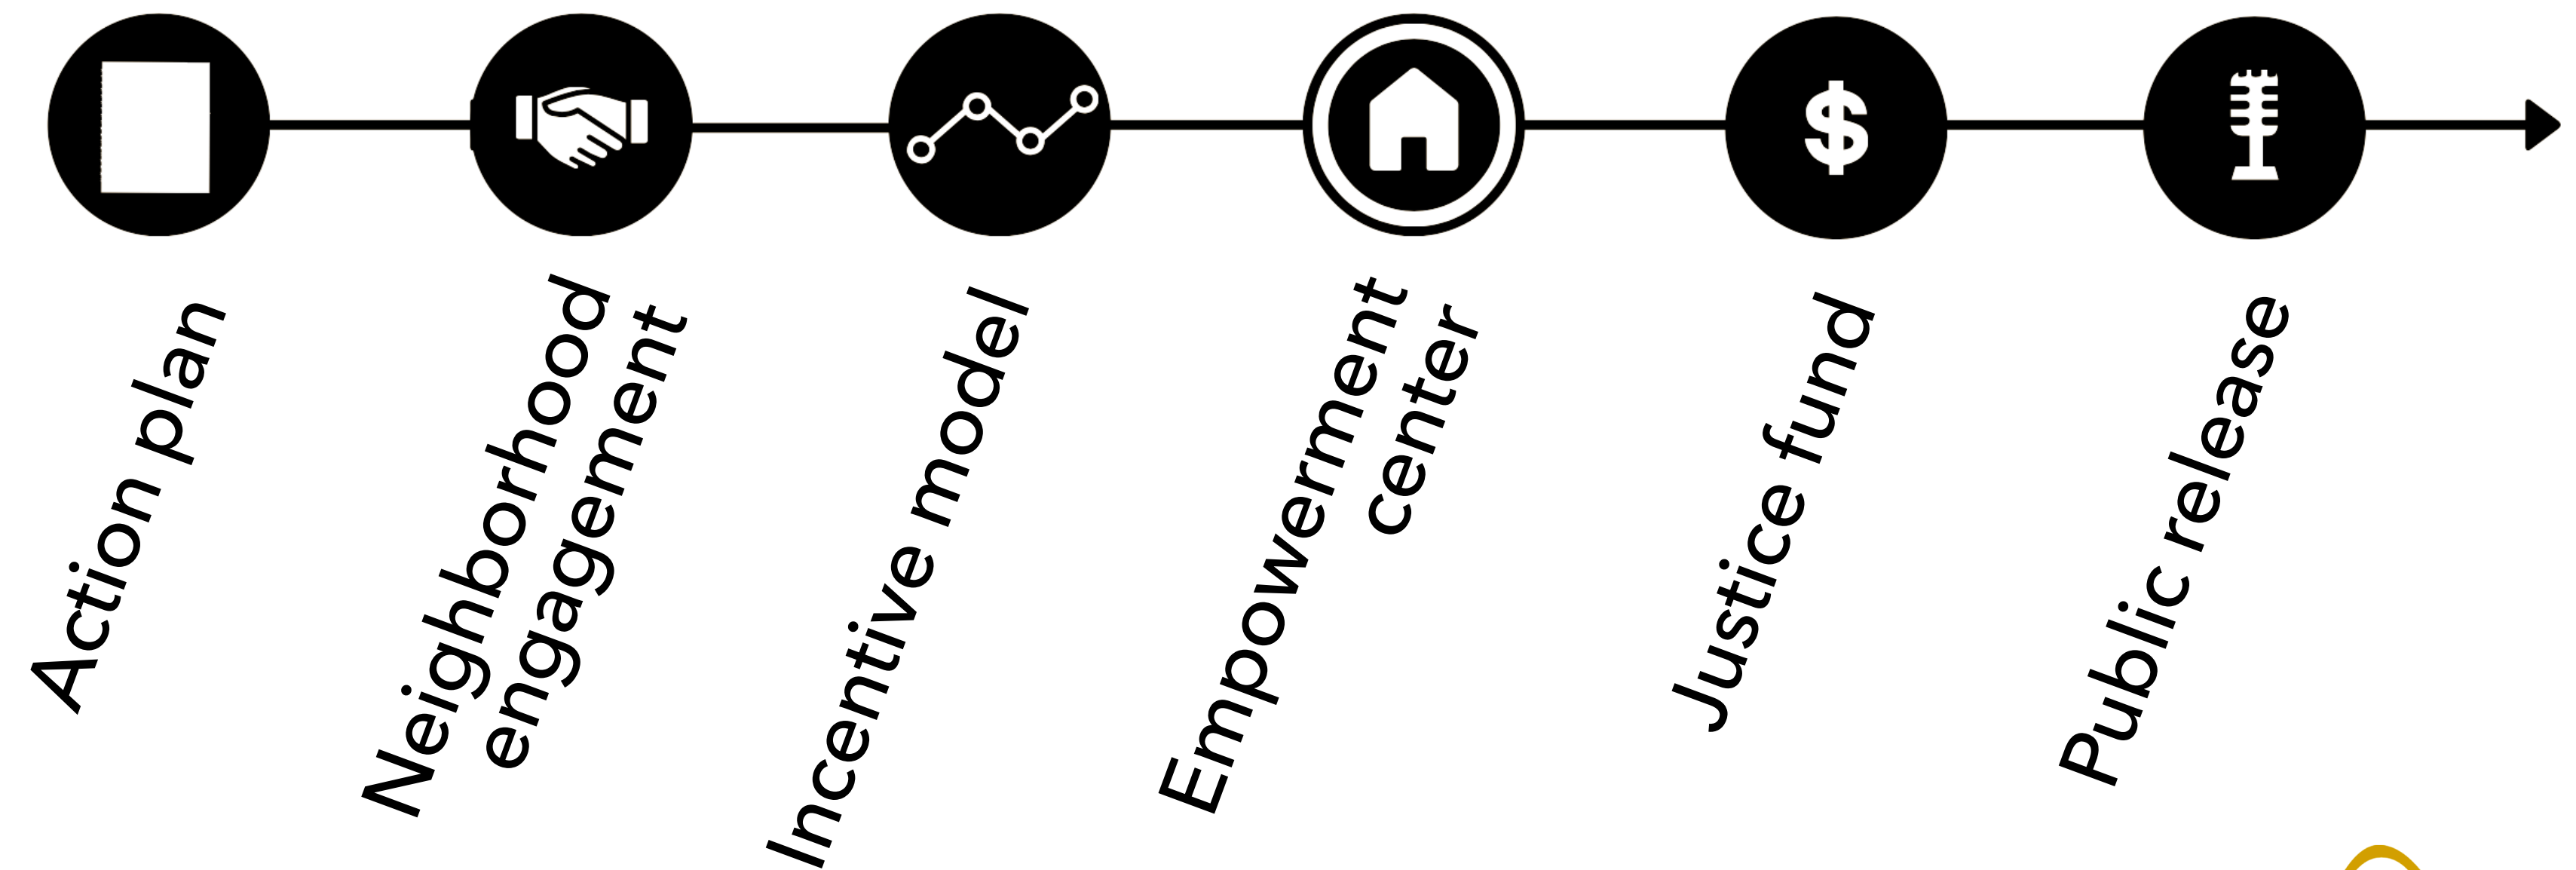 $
Action plan
Neighborhood
engagement
Incentive model
Empowerment
center
Justice fund
Public release